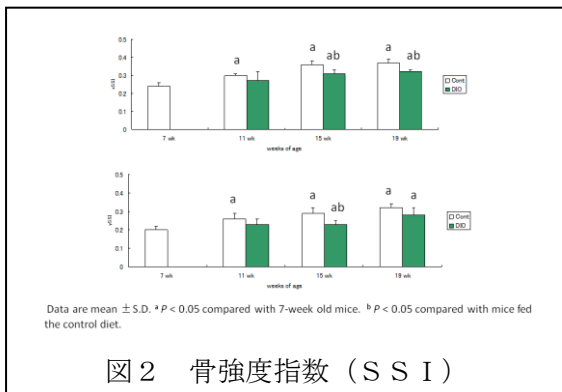 0.5
0.4
0.3
0.2
0.1
0
xSSI
a
a
ab
a
ab
Cont
DIO
7 wk
11 wk
15 wk
19 wk
weeks of age
0.5
0.4
0.3
0.2
0.1
0
a
a
ab
a
a
Cont
DIO
7 wk
11 wk
15 wk
19 wk
weeks of age
Data are mean ± S.D. ᵃ P < 0.05 compared with 7-week old mice. ᵇ P < 0.05 compared with mice fed
the control diet.
図２ 骨強度指数（ＳＳＩ）